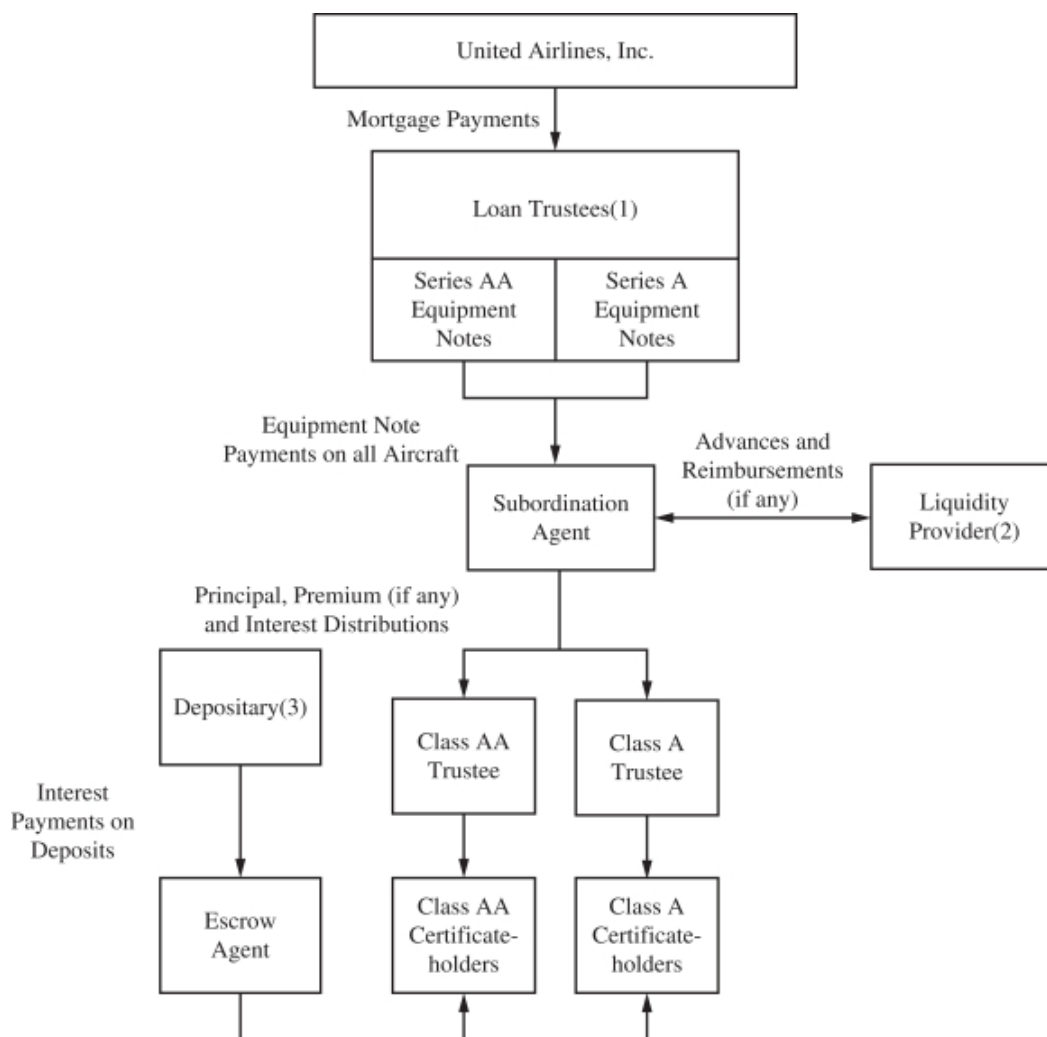 United Airlines, Inc.
Mortgage Payments
Loan Trustees(1)
Series AA
Equipment
Notes
Series A
Equipment
Notes
Equipment Note
Payments on all Aircraft
Advances and
Reimbursements
(if any)
Subordination
Agent
Liquidity
Provider(2)
Principal, Premium (if any)
and Interest Distributions
Depositary(3)
Class AA
Trustee
Class A
Trustee
Interest
Payments on
Deposits
Escrow
Agent
Class AA
Certificate-
holders
Class A
Certificate-
holders